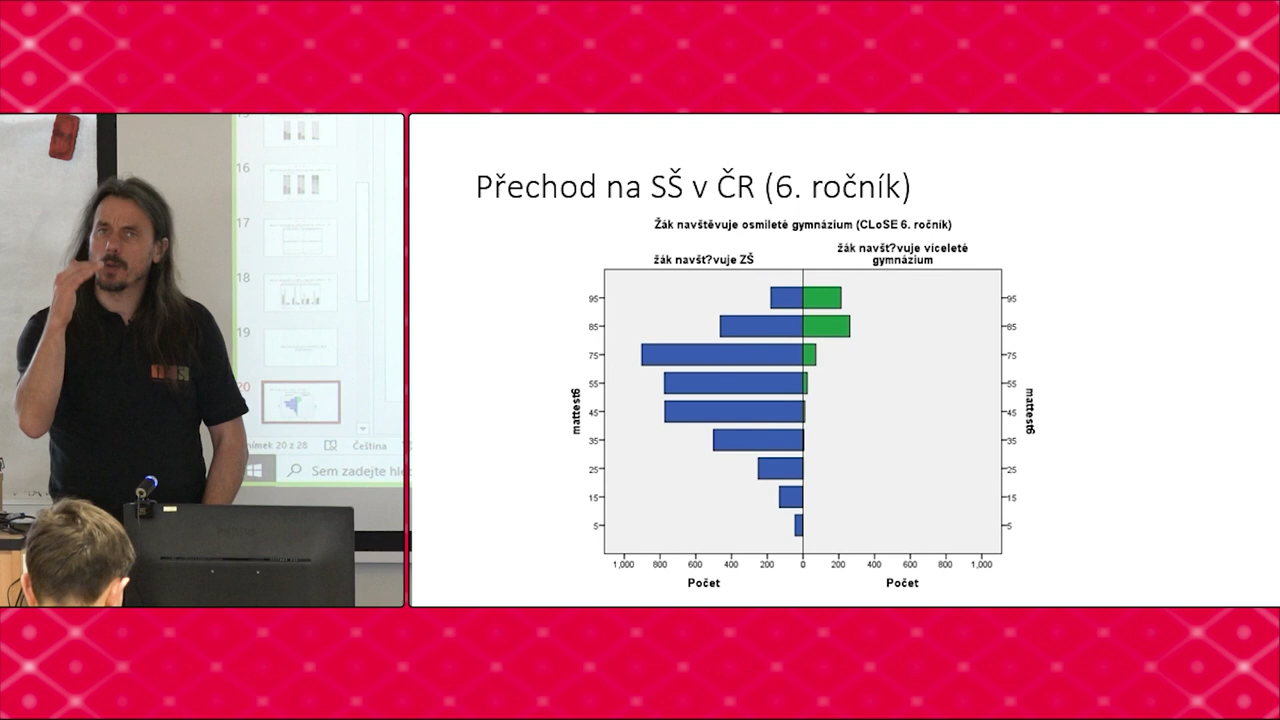 16
17
18
19
20
nímek 20 z 28
Čeština
Sem zadejte hle
Přechod na SŠ v ČR (6. ročník)
Žák navštěvuje osmileté gymnázium (CLoSE 6. ročník)
žák navšt?vuje ZŠ
žák navšt?vuje víceleté
gymnázium
95
85
75
55
45
35
25
15
5
mattest6
95
85
75
55
45
35
25
15
5
mattest6
1,000 800 600 400 200 0 200 400 600 800 1,000
Počet
Počet